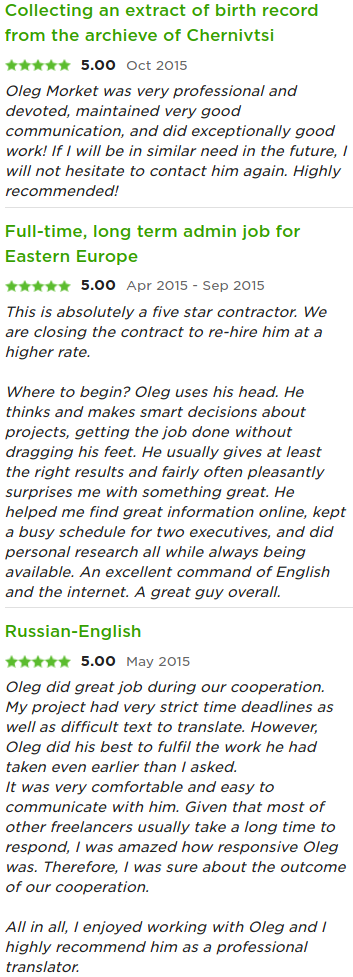 Collecting an extract of birth record
from the archieve of Chernivtsi
5.00 Oct 2015
Oleg Morket was very professional and
devoted, maintained very good
communication, and did exceptionally good
work! If I will be in similar need in the future, I
will not hesitate to contact him again. Highly
recommended!
Full-time, long term admin job for
Eastern Europe
5.00 Apr 2015 - Sep 2015
This is absolutely a five star contractor. We
are closing the contract to re-hire him at a
higher rate.
Where to begin? Oleg uses his head. He
thinks and makes smart decisions about
projects, getting the job done without
dragging his feet. He usually gives at least
the right results and fairly often pleasantly
surprises me with something great. He
helped me find great information online, kept
a busy schedule for two executives, and did
personal research all while always being
available. An excellent command of English
and the internet. A great guy overall.
Russian-English
5.00 May 2015
Oleg did great job during our cooperation.
My project had very strict time deadlines as
well as difficult text to translate. However,
Oleg did his best to fulfil the work he had
taken even earlier than I asked.
It was very comfortable and easy to
communicate with him. Given that most of
other freelancers usually take a long time to
respond, I was amazed how responsive Oleg
was. Therefore, I was sure about the outcome
of our cooperation.
All in all, I enjoyed working with Oleg and I
highly recommend him as a professional
translator.